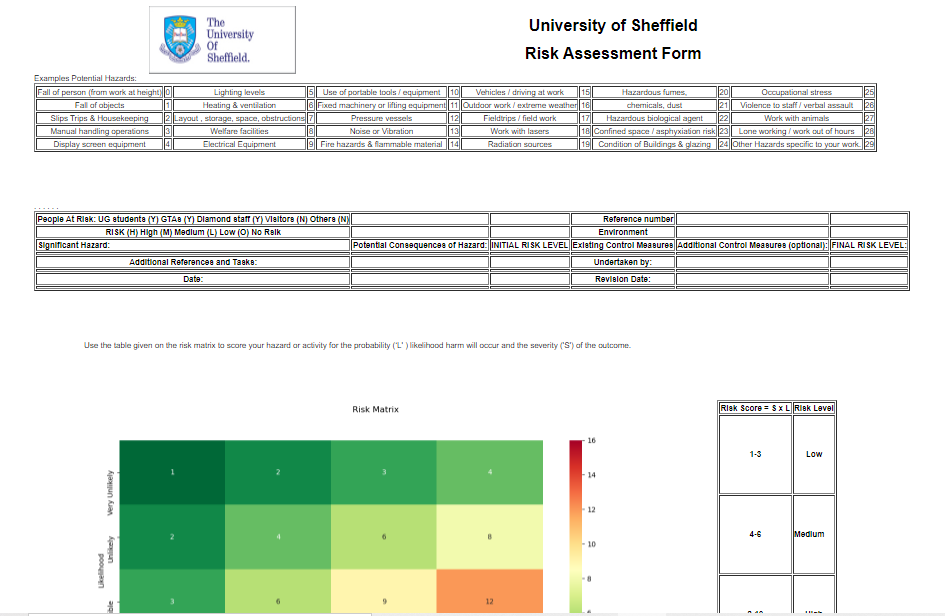 The
University
Of
Sheffield.
University of Sheffield
Risk Assessment Form
Examples Potential Hazards:
Fall of person (from work at height) 0 Lighting levels 5 Use of portable tools / equipment 10 Vehicles / driving at work 15 Hazardous fumes, 20 Occupational stress 25
Fall of objects 1 Heating & ventilation 6 Fixed machinery or lifting equipment 11 Outdoor work / extreme weather 16 chemicals, dust 21 Violence to staff / verbal assault 26
Slips Trips & Housekeeping 2 Layout , storage, space, obstructions 7 Pressure vessels 12 Fieldtrips / field work 17 Hazardous biological agent 22 Work with animals 27
Manual handling operations 3 Welfare facilities 8 Noise or Vibration 13 Work with lasers 18 Confined space / asphyxiation risk 23 Lone working / work out of hours 28
Display screen equipment 4 Electrical Equipment 9 Fire hazards & flammable material 14 Radiation sources 19 Condition of Buildings & glazing 24 Other Hazards specific to your work. 29
. . . . . .
People At Risk: UG students (Y) GTAs (Y) Diamond staff (Y) Visitors (N) Others (N) Reference number
RISK (H) High (M) Medium (L) Low (O) No Rsik Environment
Significant Hazard: Potential Consequences of Hazard: INITIAL RISK LEVEL Existing Control Measures Additional Control Measures (optional): FINAL RISK LEVEL:
Additional References and Tasks: Undertaken by:
Date: Revision Date:
Use the table given on the risk matrix to score your hazard or activity for the probability ('L' ) likelihood harm will occur and the severity ('S') of the outcome.
Risk Matrix
Very Unlikely 1 2 3 4
Unlikely 2 4 6 8
3 6 9 12
Likelihood
16
14
12
10
8
6
Risk Score = S x L Risk Level
1-3 Low
4-6 Medium